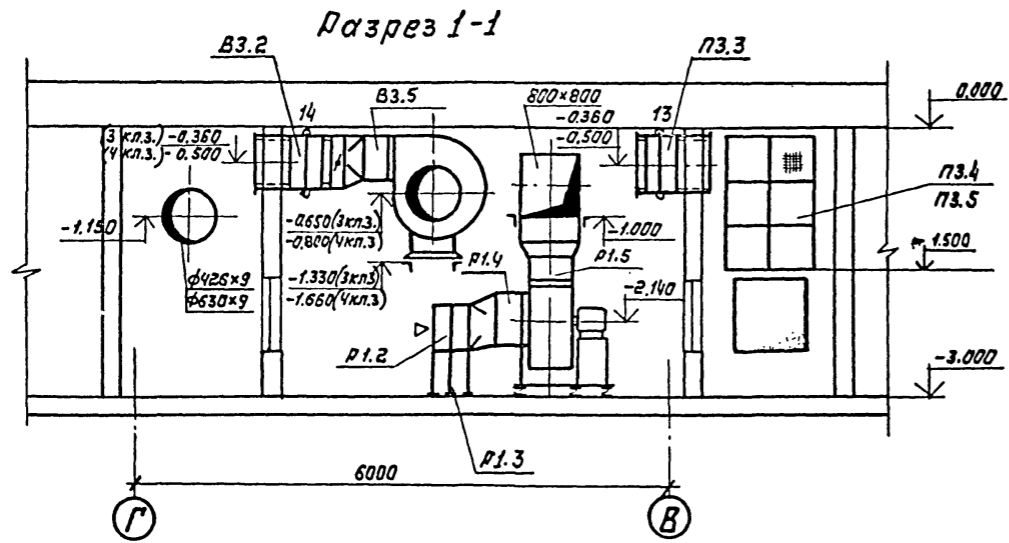 Разрез 1-1
В3.2
П3.3
В3.5
800×800
0.000
14
-0.360
13
(3 кл.з.) -0.360
-0.500
(4 кл.з.) -0.500
П3.4
П3.5
-1.150
-0.650 (3кл.з.)
-0.800 (4кл.з)
-1.000
1.500
Р1.4
Р1.5
ф426×9
-1.330 (3кл.з)
ф630×9
-1.660 (4кл.з)
-2.140
Р1.2
-3.000
Р1.3
6000
Г
В